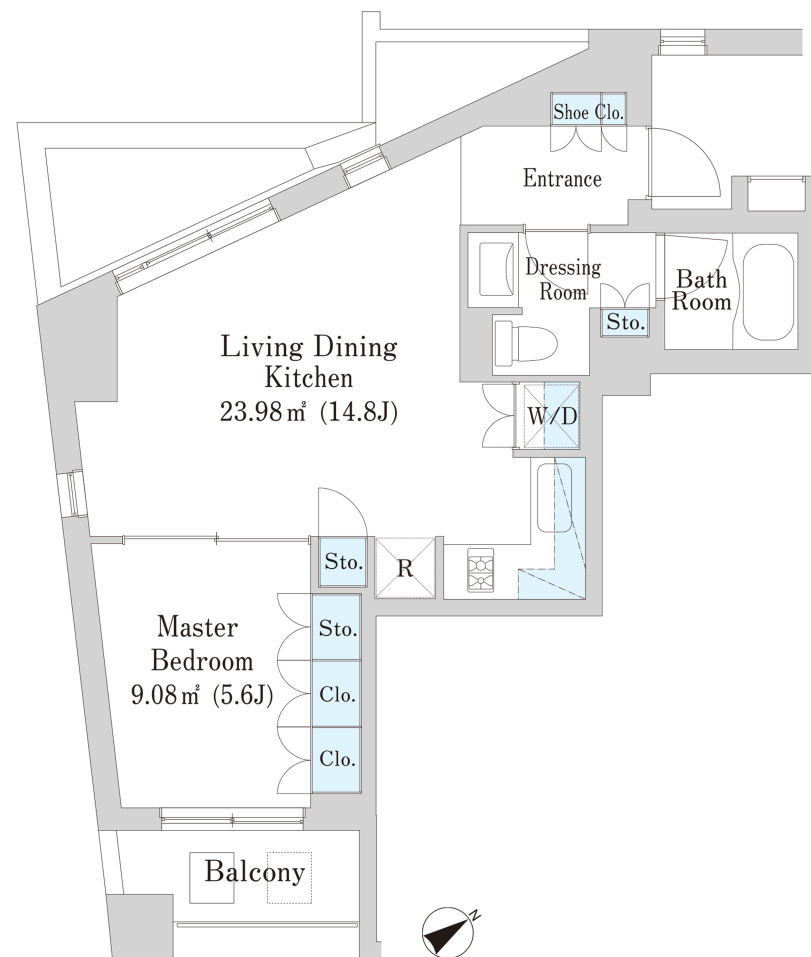 Shoe Clo.
Entrance
Dressing
Room
Bath
Room
Sto.
Living Dining
Kitchen
23.98㎡ (14.8J)
W/D
Sto.
R
Master
Bedroom
9.08㎡ (5.6J)
Sto.
Clo.
Clo.
Balcony
N